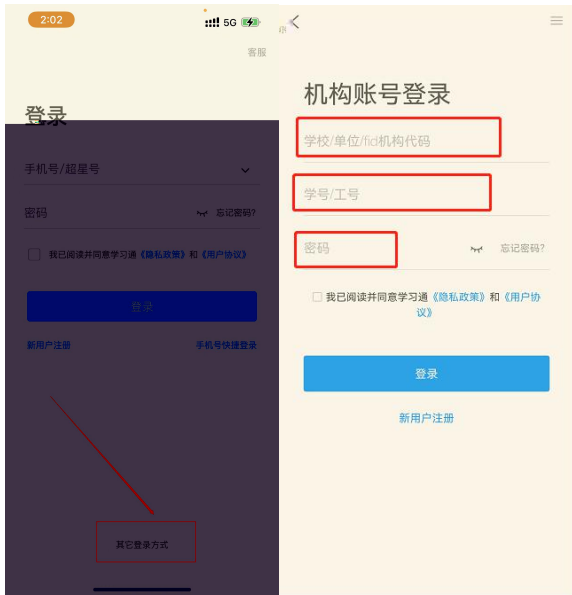 2:02
5G
客服
登录
手机号/超星号
密码
忘记密码?
我已阅读并同意学习通《隐私政策》和《用户协议》
登录
新用户注册
手机号快捷登录
其它登录方式
机构账号登录
学校/单位/fid机构代码
学号/工号
密码
忘记密码?
我已阅读并同意学习通《隐私政策》和《用户协
议》
登录
新用户注册